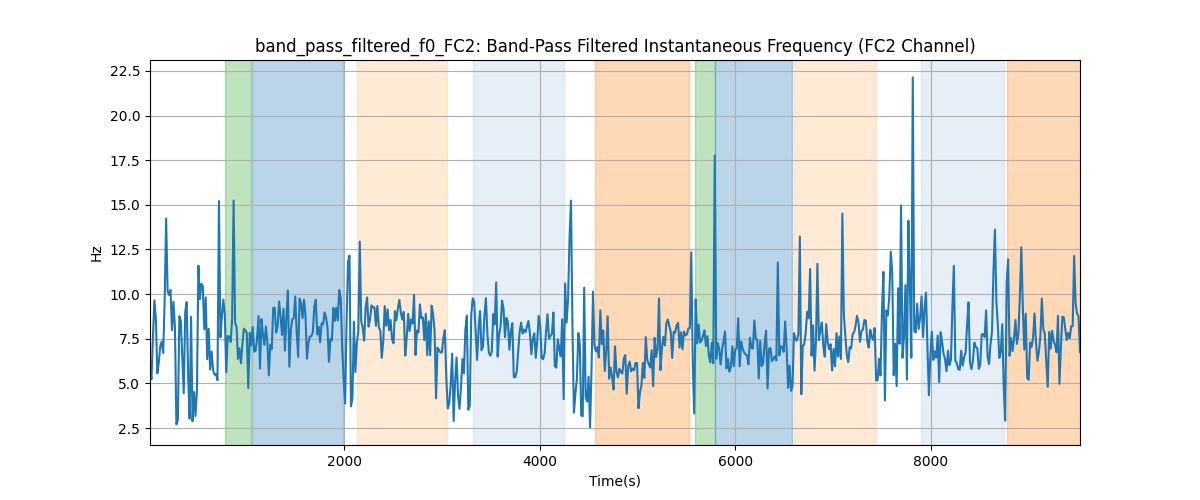 band_pass_filtered_f0_FC2: Band-Pass Filtered Instantaneous Frequency (FC2 Channel)
22.5
20.0
17.5
15.0
12.5
10.0
7.5
5.0
2.5
Hz
2000 4000 6000 8000
Time(s)